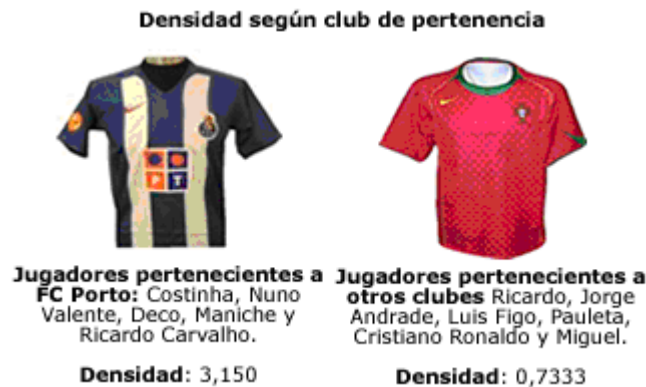 Densidad según club de pertenencia
P T
Jugadores pertenecientes a
FC Porto: Costinha, Nuno
Valente, Deco, Maniche y
Ricardo Carvalho.
Densidad: 3,150
Jugadores pertenecientes a
otros clubes Ricardo, Jorge
Andrade, Luis Figo, Pauleta,
Cristiano Ronaldo y Miguel.
Densidad: 0,7333